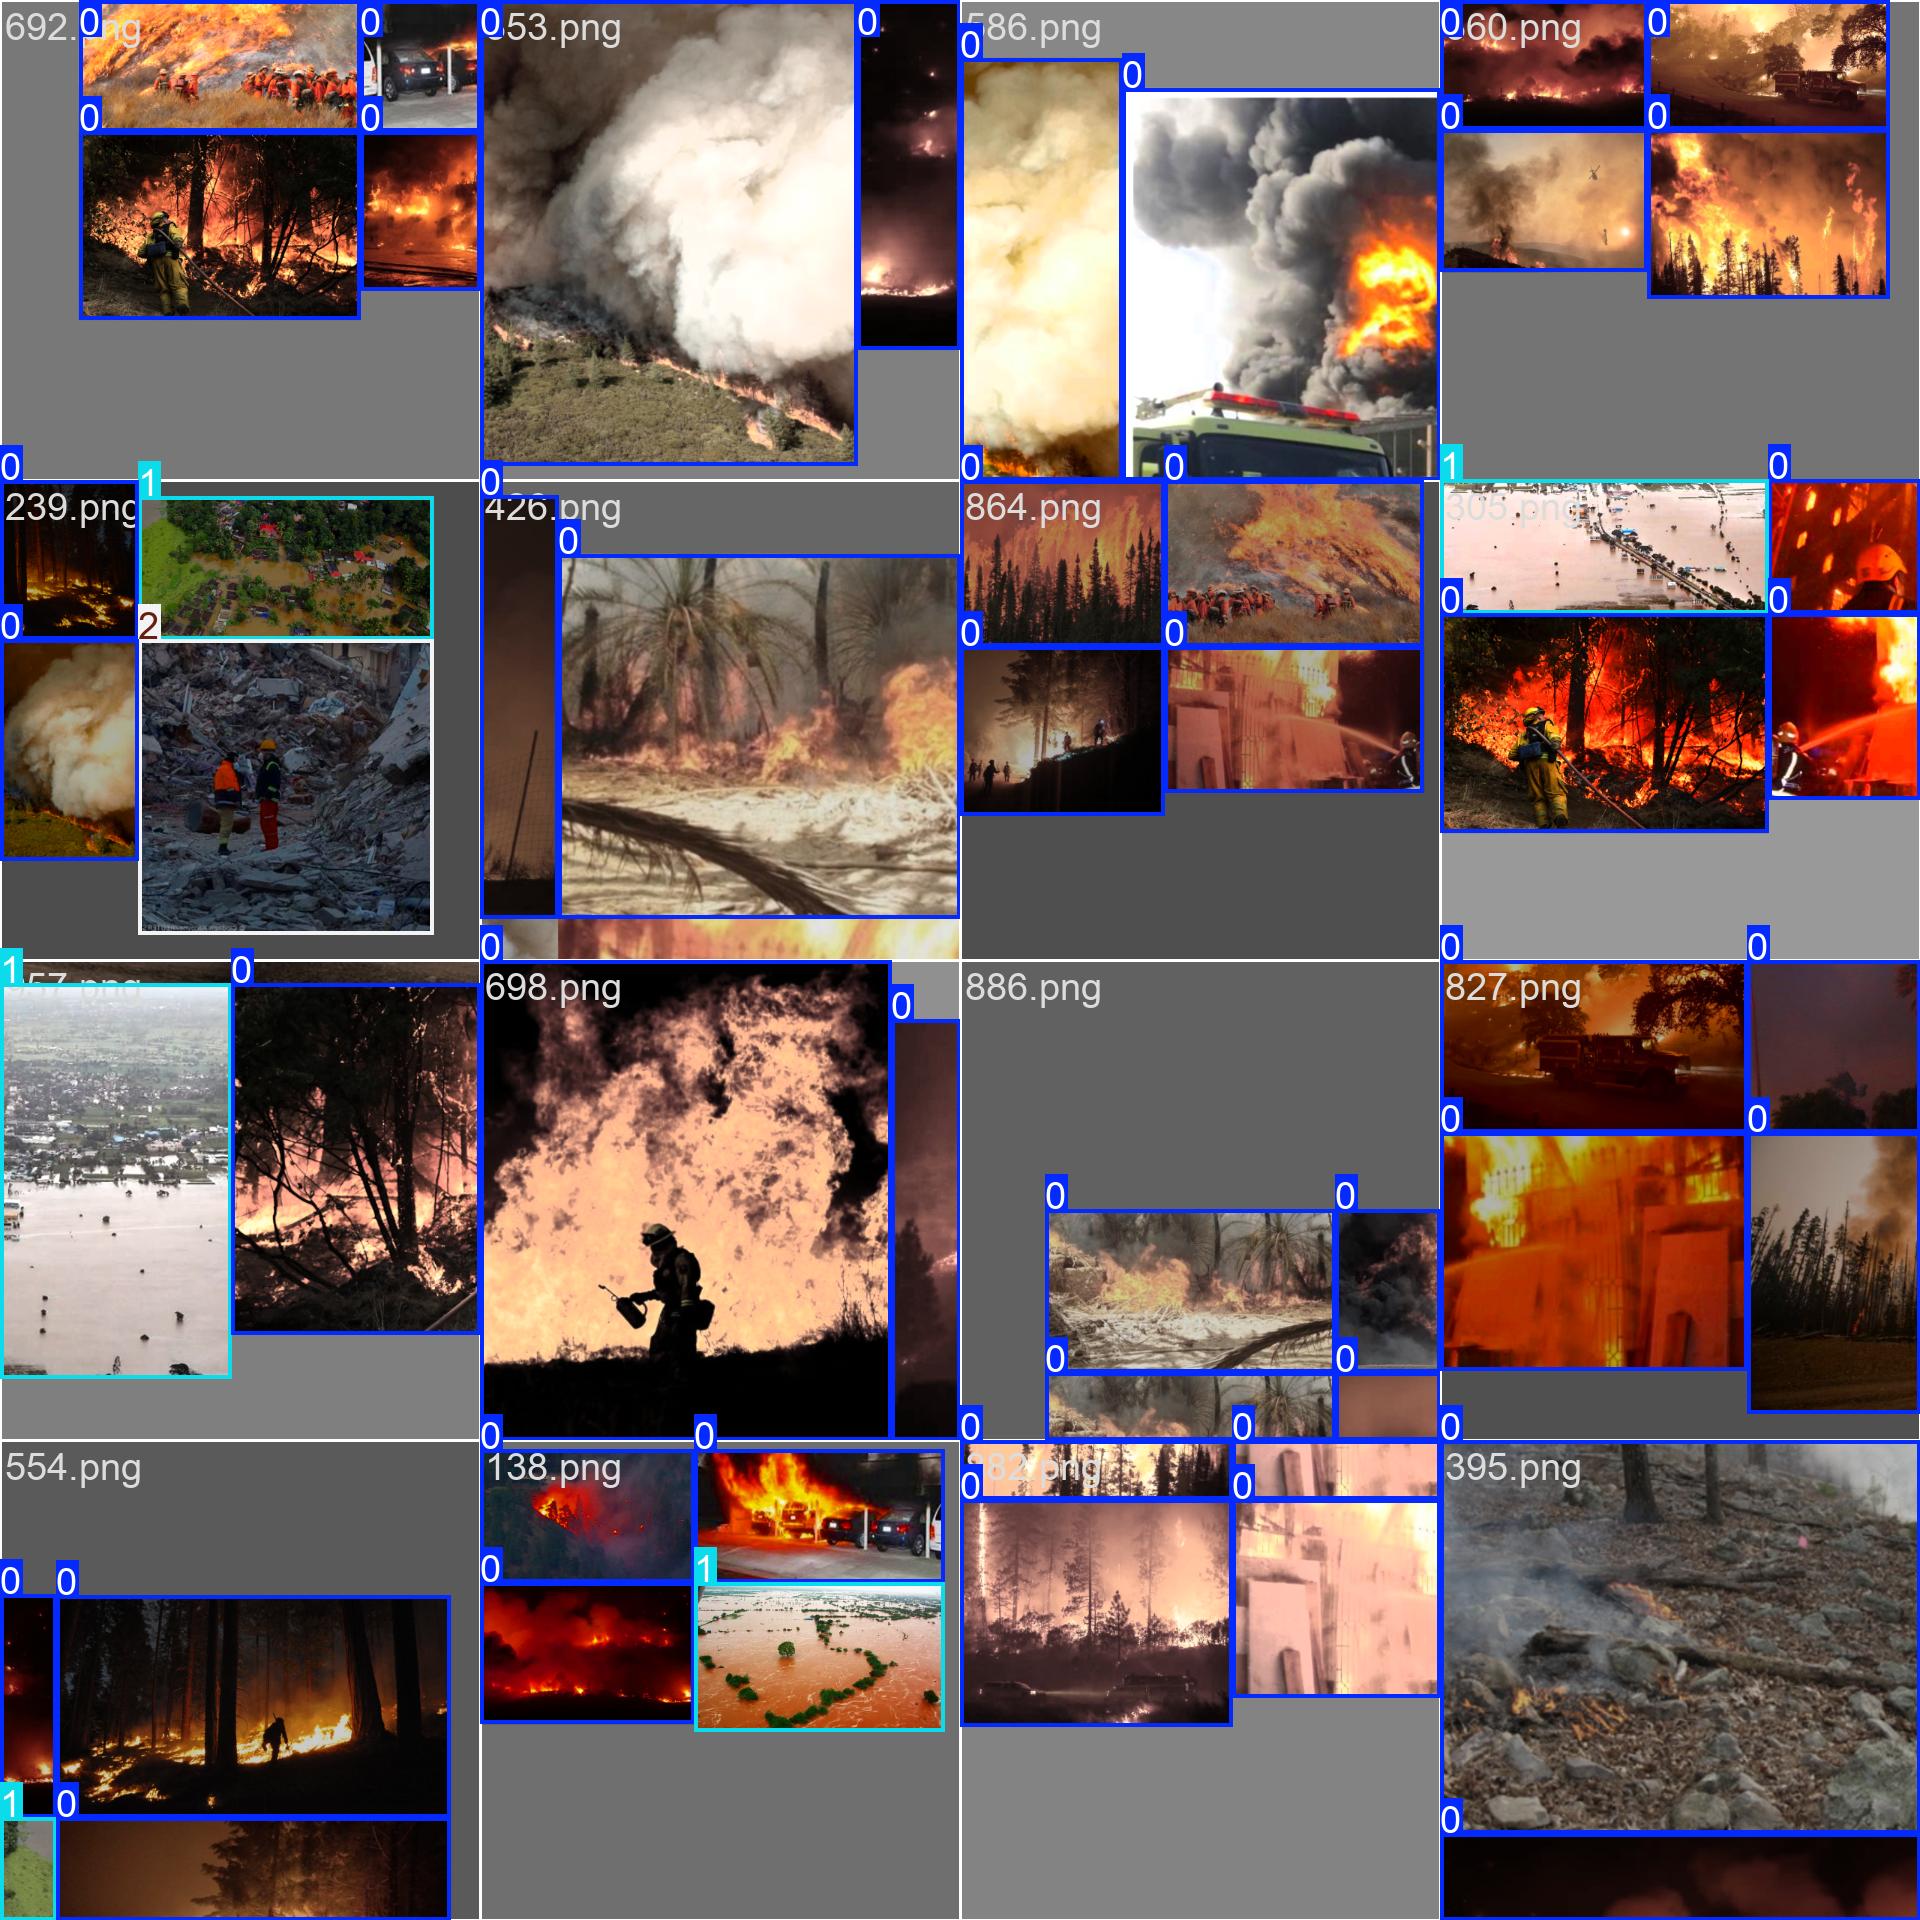 0 0 0 0 0 0
692.png 53.png 586.png 60.png
0 0
0 0 0 0
0 1 0 0 0 1 0
239.png 426.png 864.png 305.png
0
0 2 0 0 0 0
1 0 0 0 0
57.png 698.png 886.png 827.png
0
0 0 0 0
0 0
0 0 0 0 0
554.png 138.png 82.png 395.png
0 0 0 1 0 0
1 0 0